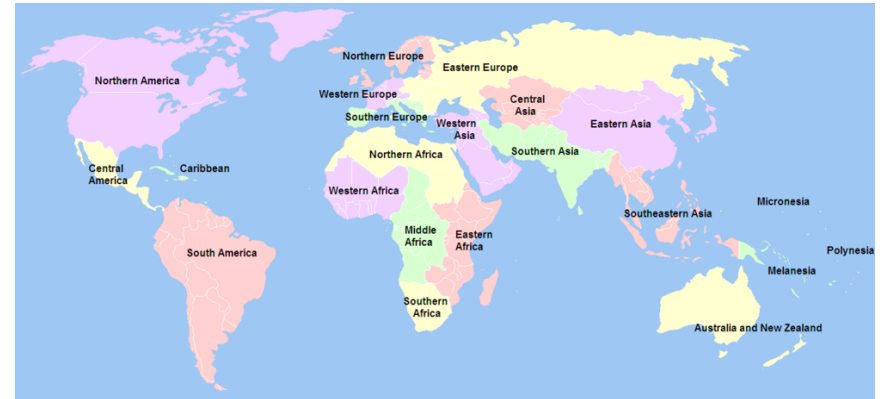 Northern Europe
Eastern Europe
Northern America
Western Europe
Central
Asia
Southern Europe
Western
Asia
Eastern Asia
Southern Asia
Northern Africa
Central
America
Caribbean
Western Africa
Micronesia
Southeastern Asia
Middle
Africa
Eastern
Africa
South America
Polynesia
Melanesia
Southern
Africa
Australia and New Zealand